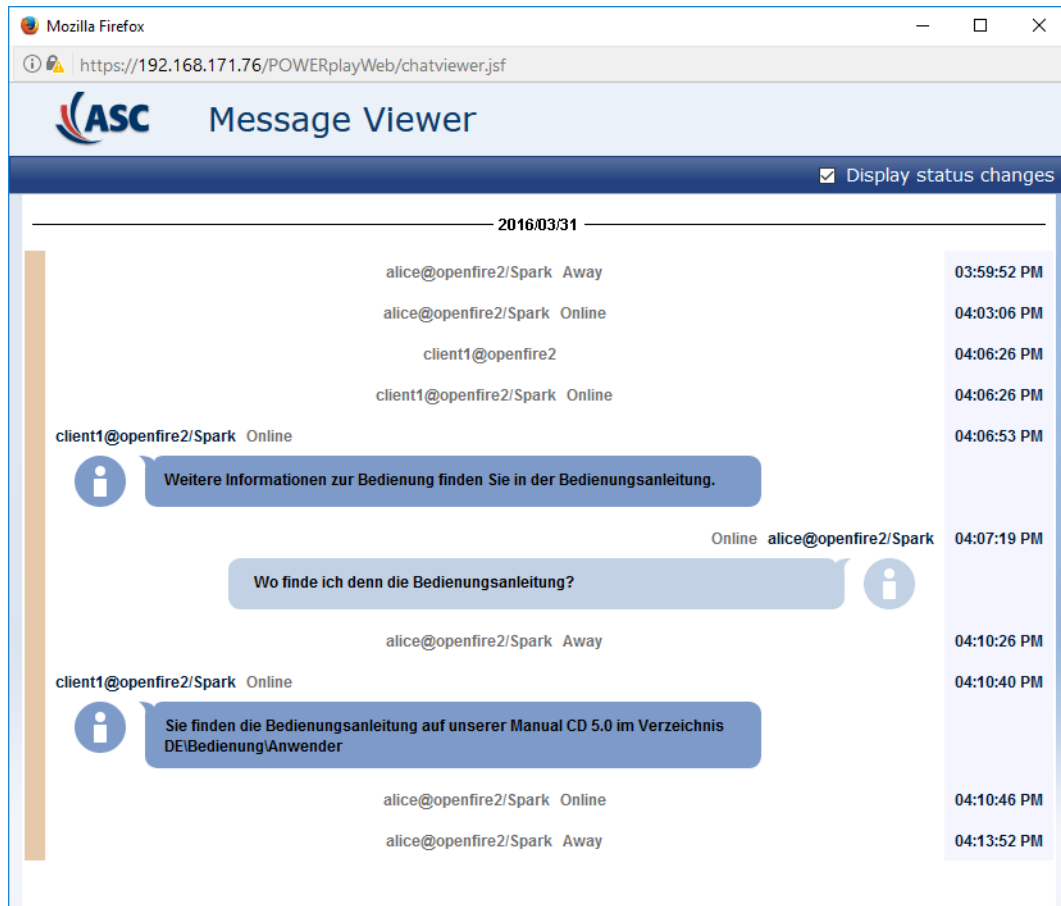 Mozilla Firefox
https://192.168.171.76/POWERplayWeb/chatviewer.jsf
ASC Message Viewer
Display status changes
2016/03/31
alice@openfire2/Spark Away 03:59:52 PM
alice@openfire2/Spark Online 04:03:06 PM
client1@openfire2 04:06:26 PM
client1@openfire2/Spark Online 04:06:26 PM
client1@openfire2/Spark Online 04:06:53 PM
Weitere Informationen zur Bedienung finden Sie in der Bedienungsanleitung.
Online alice@openfire2/Spark 04:07:19 PM
Wo finde ich denn die Bedienungsanleitung?
alice@openfire2/Spark Away 04:10:26 PM
client1@openfire2/Spark Online 04:10:40 PM
Sie finden die Bedienungsanleitung auf unserer Manual CD 5.0 im Verzeichnis
DE\Bedienung\Anwender
alice@openfire2/Spark Online 04:10:46 PM
alice@openfire2/Spark Away 04:13:52 PM